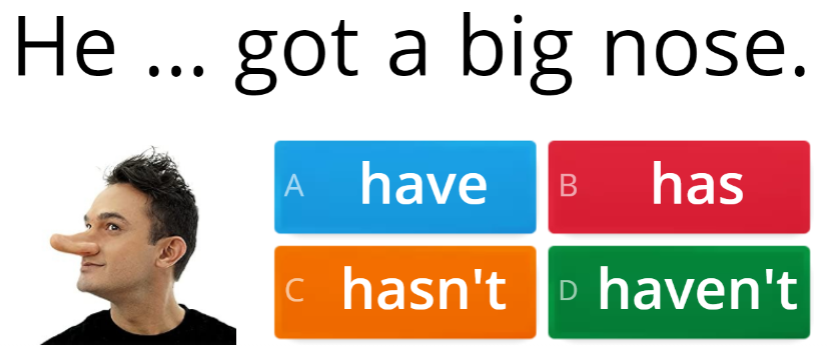 He ... got a big nose.
A have
B has
C hasn't
D haven't